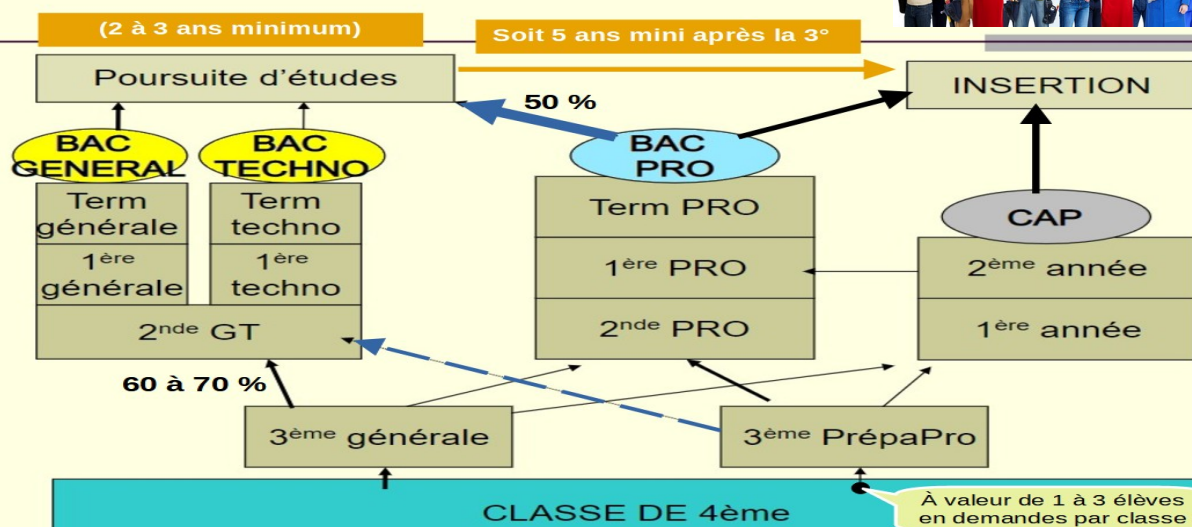 (2 à 3 ans minimum)
Soit 5 ans mini après la 3°
Poursuite d’études
INSERTION
50 %
BAC
GENERAL
BAC
TECHNO
BAC
PRO
Term
générale
Term
techno
Term PRO
CAP
1ère
générale
1ère
techno
1ère PRO
2ème année
2nde GT
2nde PRO
1ère année
60 à 70 %
3ème générale
3ème PrépaPro
CLASSE DE 4ème
À valeur de 1 à 3 élèves
en demandes par classe